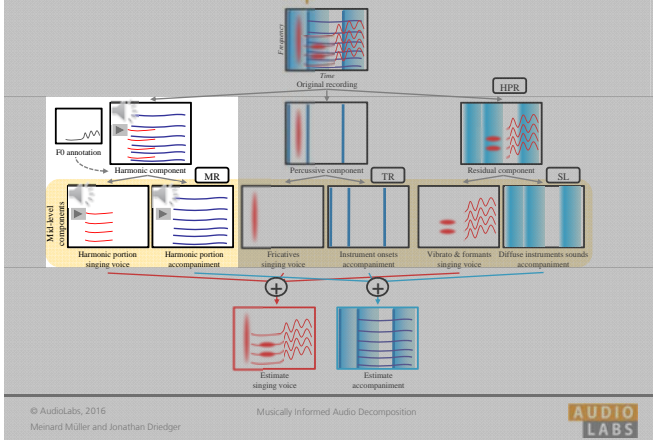 Frequency
Time
Original recording
HPR
F0 annotation
Harmonic component
Percussive component
Residual component
MR
TR
SL
Mid-level
components
Harmonic portion
singing voice
Harmonic portion
accompaniment
Fricatives
singing voice
Instrument onsets
accompaniment
Vibrato & formants
singing voice
Diffuse instruments sounds
accompaniment
+
+
Estimate
singing voice
Estimate
accompaniment
© AudioLabs, 2016
Meinard Müller and Jonathan Driedger
Musically Informed Audio Decomposition
AUDIO
LABS